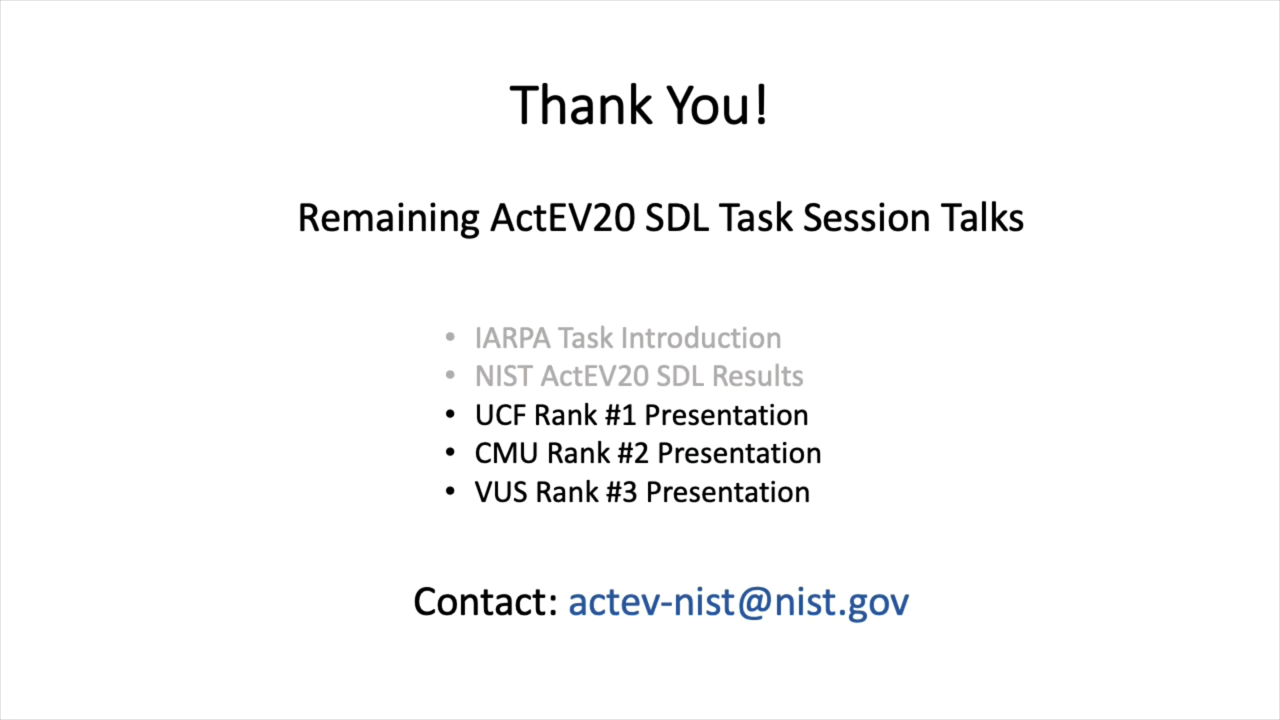 Thank You!
Remaining ActEV20 SDL Task Session Talks
• IARPA Task Introduction
• NIST ActEV20 SDL Results
• UCF Rank #1 Presentation
• CMU Rank #2 Presentation
• VUS Rank #3 Presentation
Contact: actev-nist@nist.gov